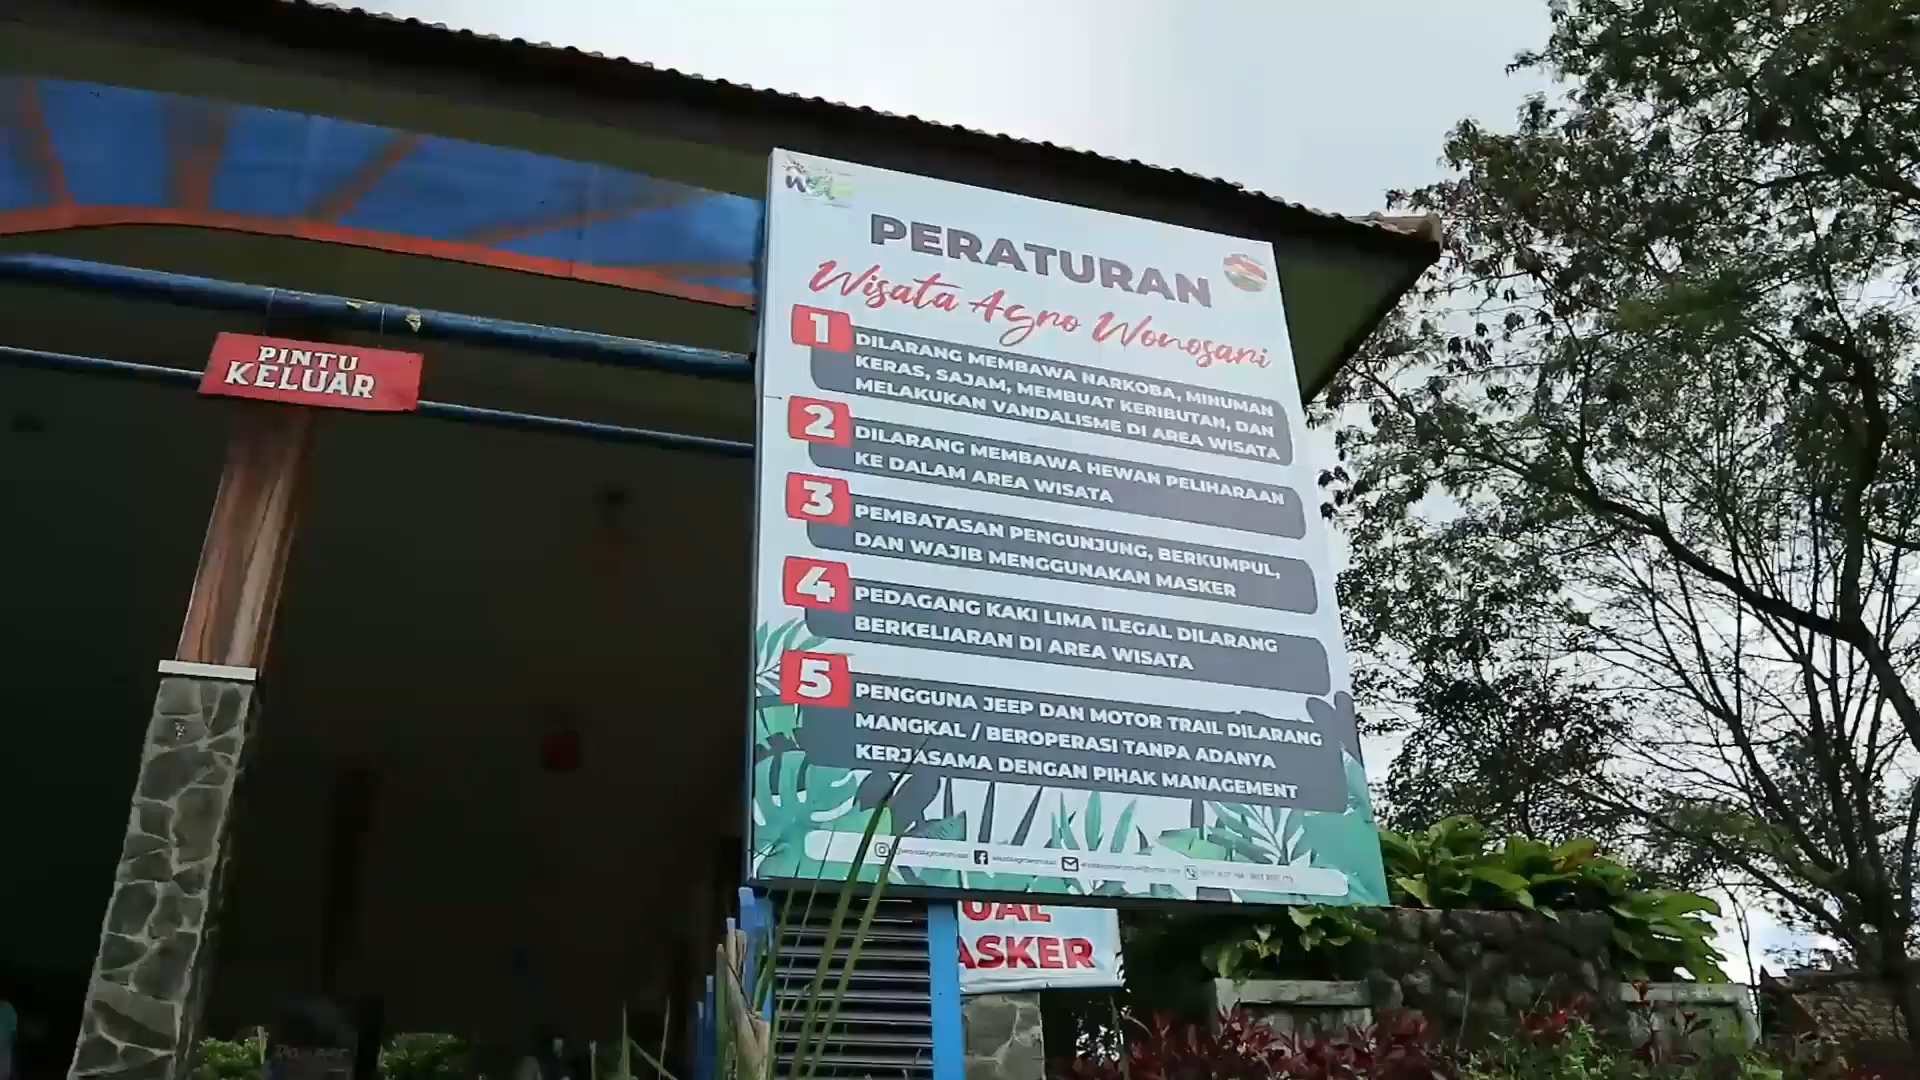 PERATURAN
Wisata Agro Wonosari
1
DILARANG MEMBAWA NARKOBA, MINUMAN
KERAS, SAJAM, MEMBUAT KERIBUTAN, DAN
MELAKUKAN VANDALISME DI AREA WISATA
2
DILARANG MEMBAWA HEWAN PELIHARAAN
KE DALAM AREA WISATA
3
PEMBATASAN PENGUNJUNG, BERKUMPUL,
DAN WAJIB MENGGUNAKAN MASKER
4
PEDAGANG KAKI LIMA ILEGAL DILARANG
BERKELIARAN DI AREA WISATA
5
PENGGUNA JEEP DAN MOTOR TRAIL DILARANG
MANGKAL / BEROPERASI TANPA ADANYA
KERJASAMA DENGAN PIHAK MANAGEMENT
PINTU
KELUAR
UAL
ASKER